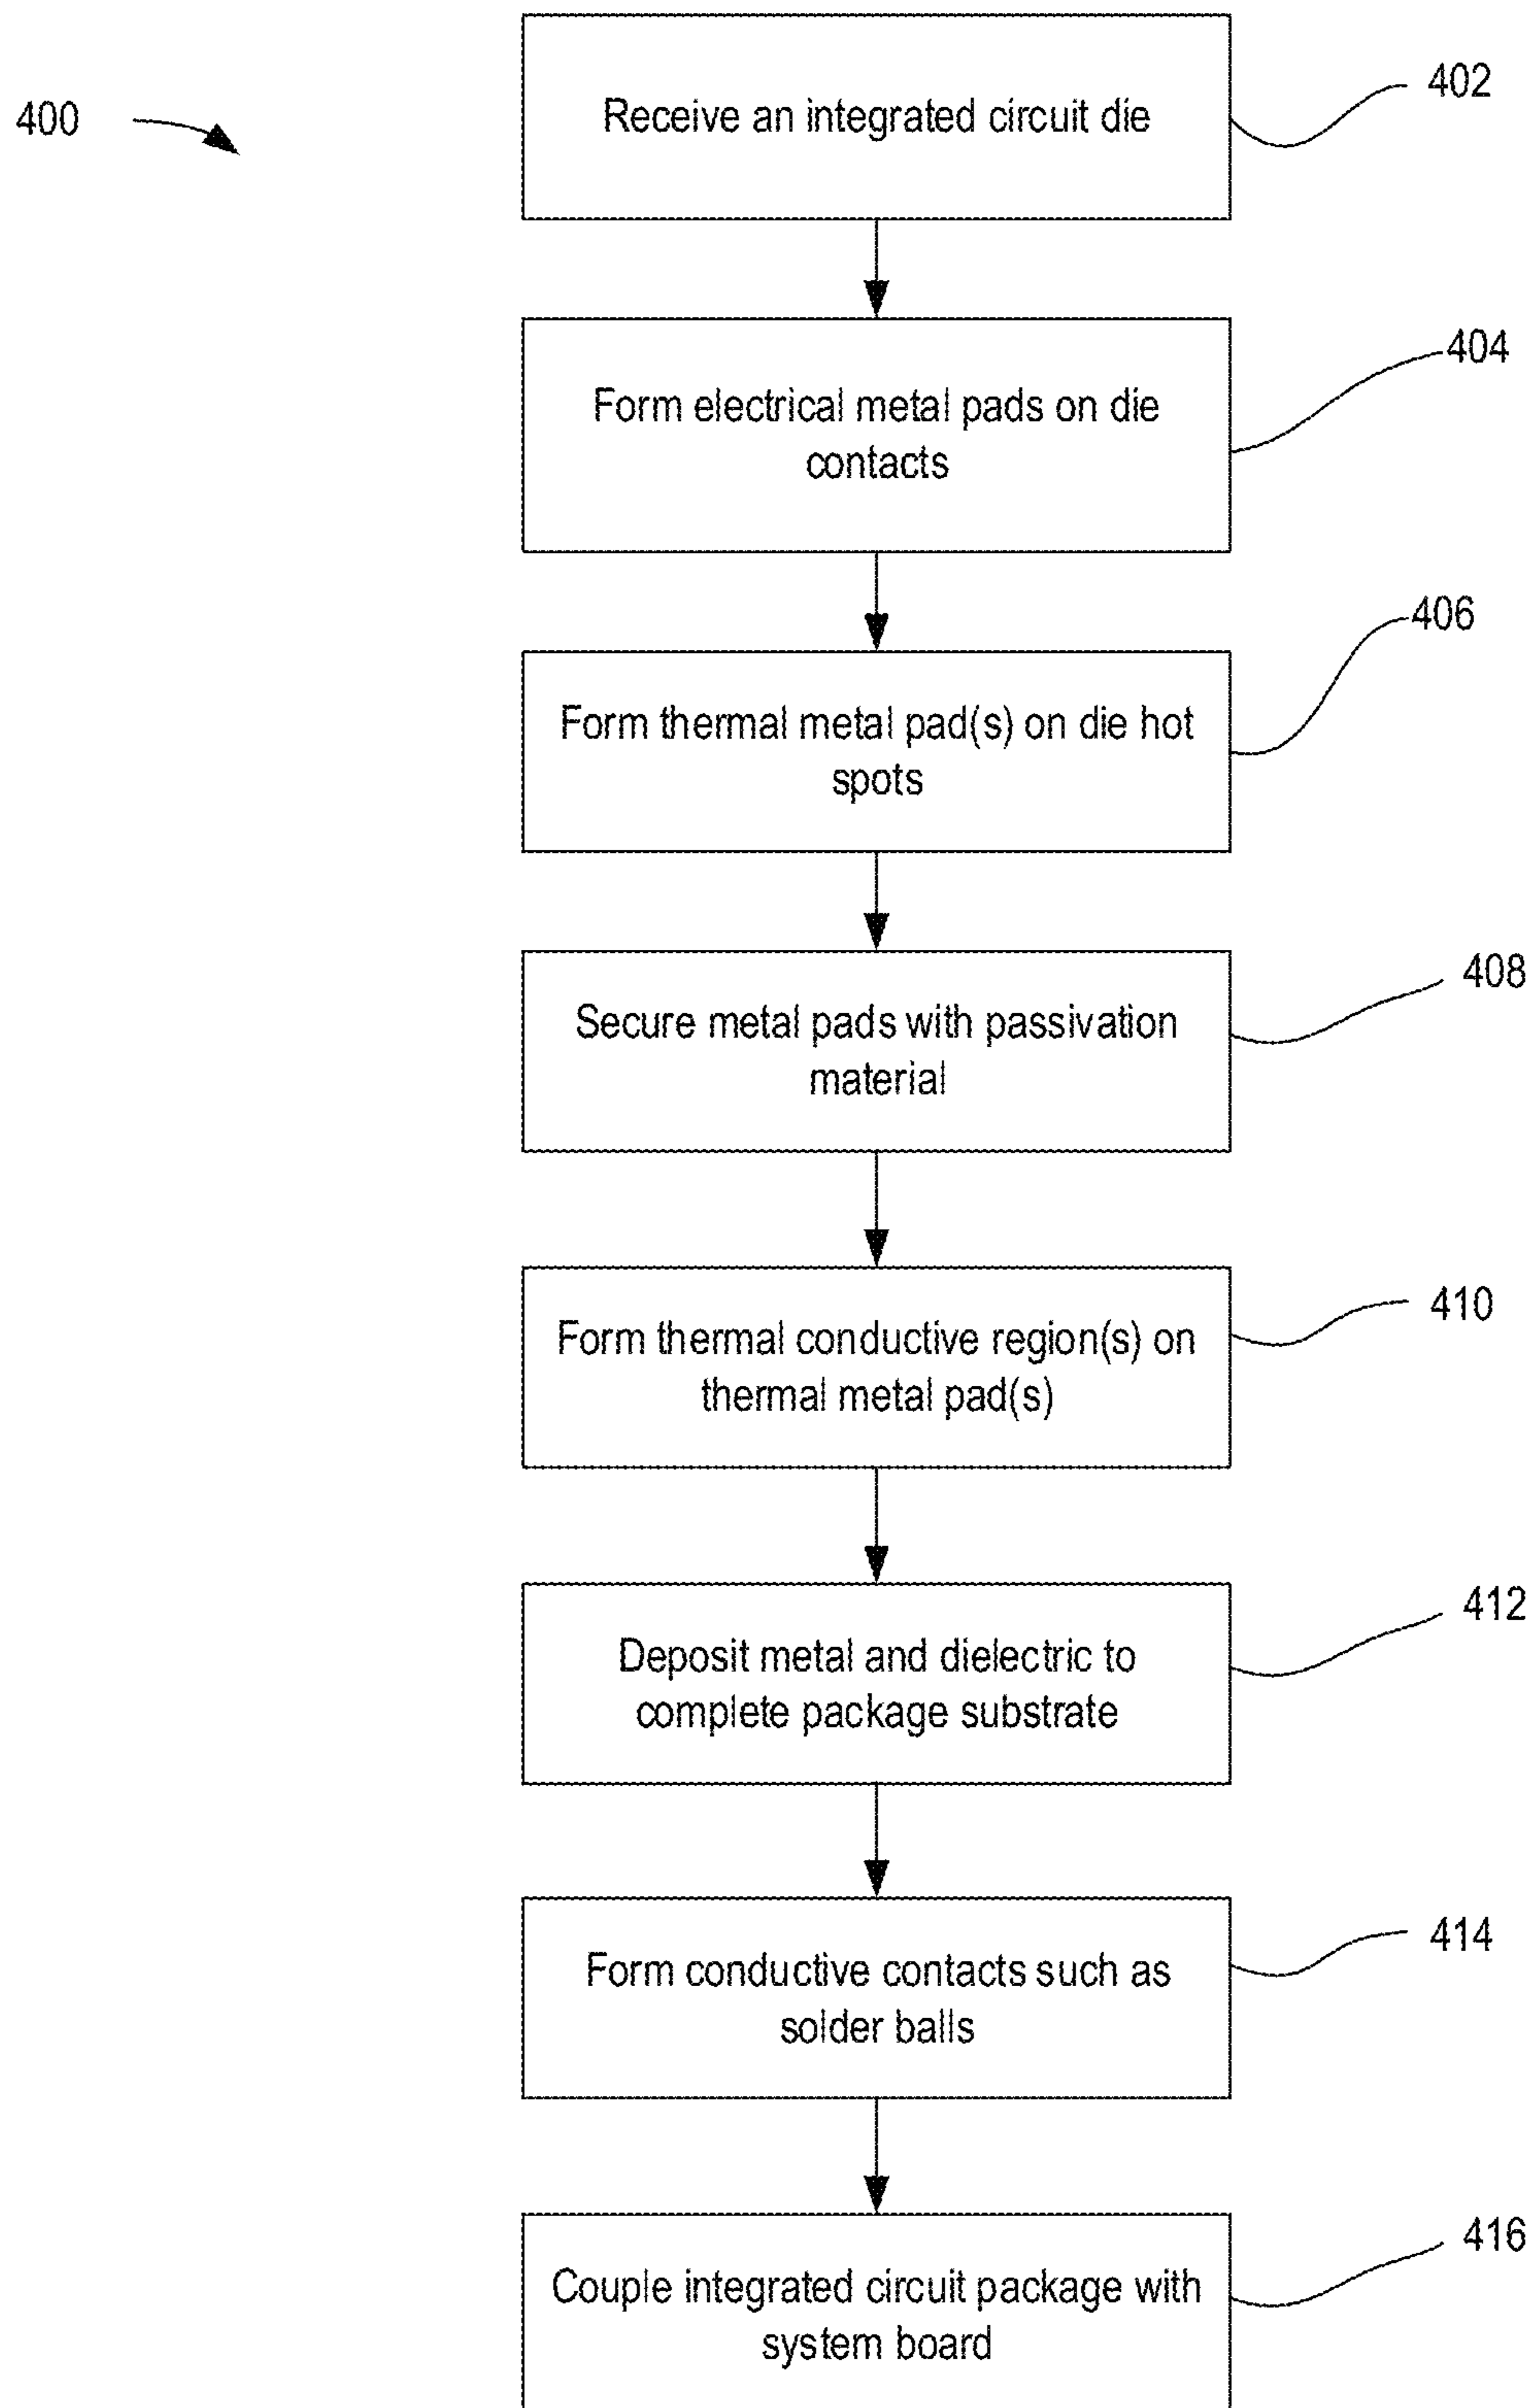 400
Receive an integrated circuit die
402
Form electrical metal pads on die
contacts
404
Form thermal metal pad(s) on die hot
spots
406
Secure metal pads with passivation
material
408
Form thermal conductive region(s) on
thermal metal pad(s)
410
Deposit metal and dielectric to
complete package substrate
412
Form conductive contacts such as
solder balls
414
Couple integrated circuit package with
system board
416